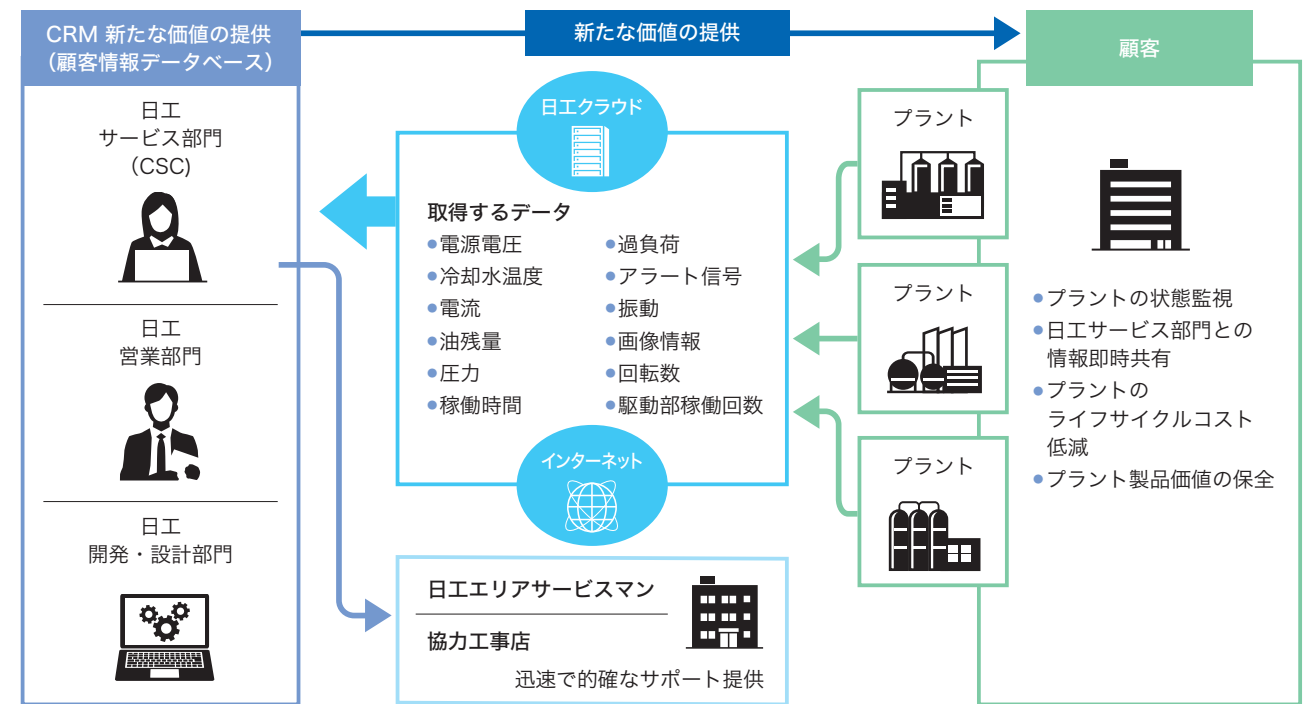 CRM 新たな価値の提供
（顧客情報データベース）
日工
サービス部門
（CSC)
日工
営業部門
日工
開発・設計部門
新たな価値の提供
日工クラウド
取得するデータ
●電源電圧
●冷却水温度
●電流
●油残量
●圧力
●稼働時間
●過負荷
●アラート信号
●振動
●画像情報
●回転数
●駆動部稼働回数
インターネット
日工エリアサービスマン
協力工事店
迅速で的確なサポート提供
プラント
プラント
プラント
顧客
●プラントの状態監視
●日工サービス部門との
情報即時共有
●プラントの
ライフサイクルコスト
低減
●プラント製品価値の保全